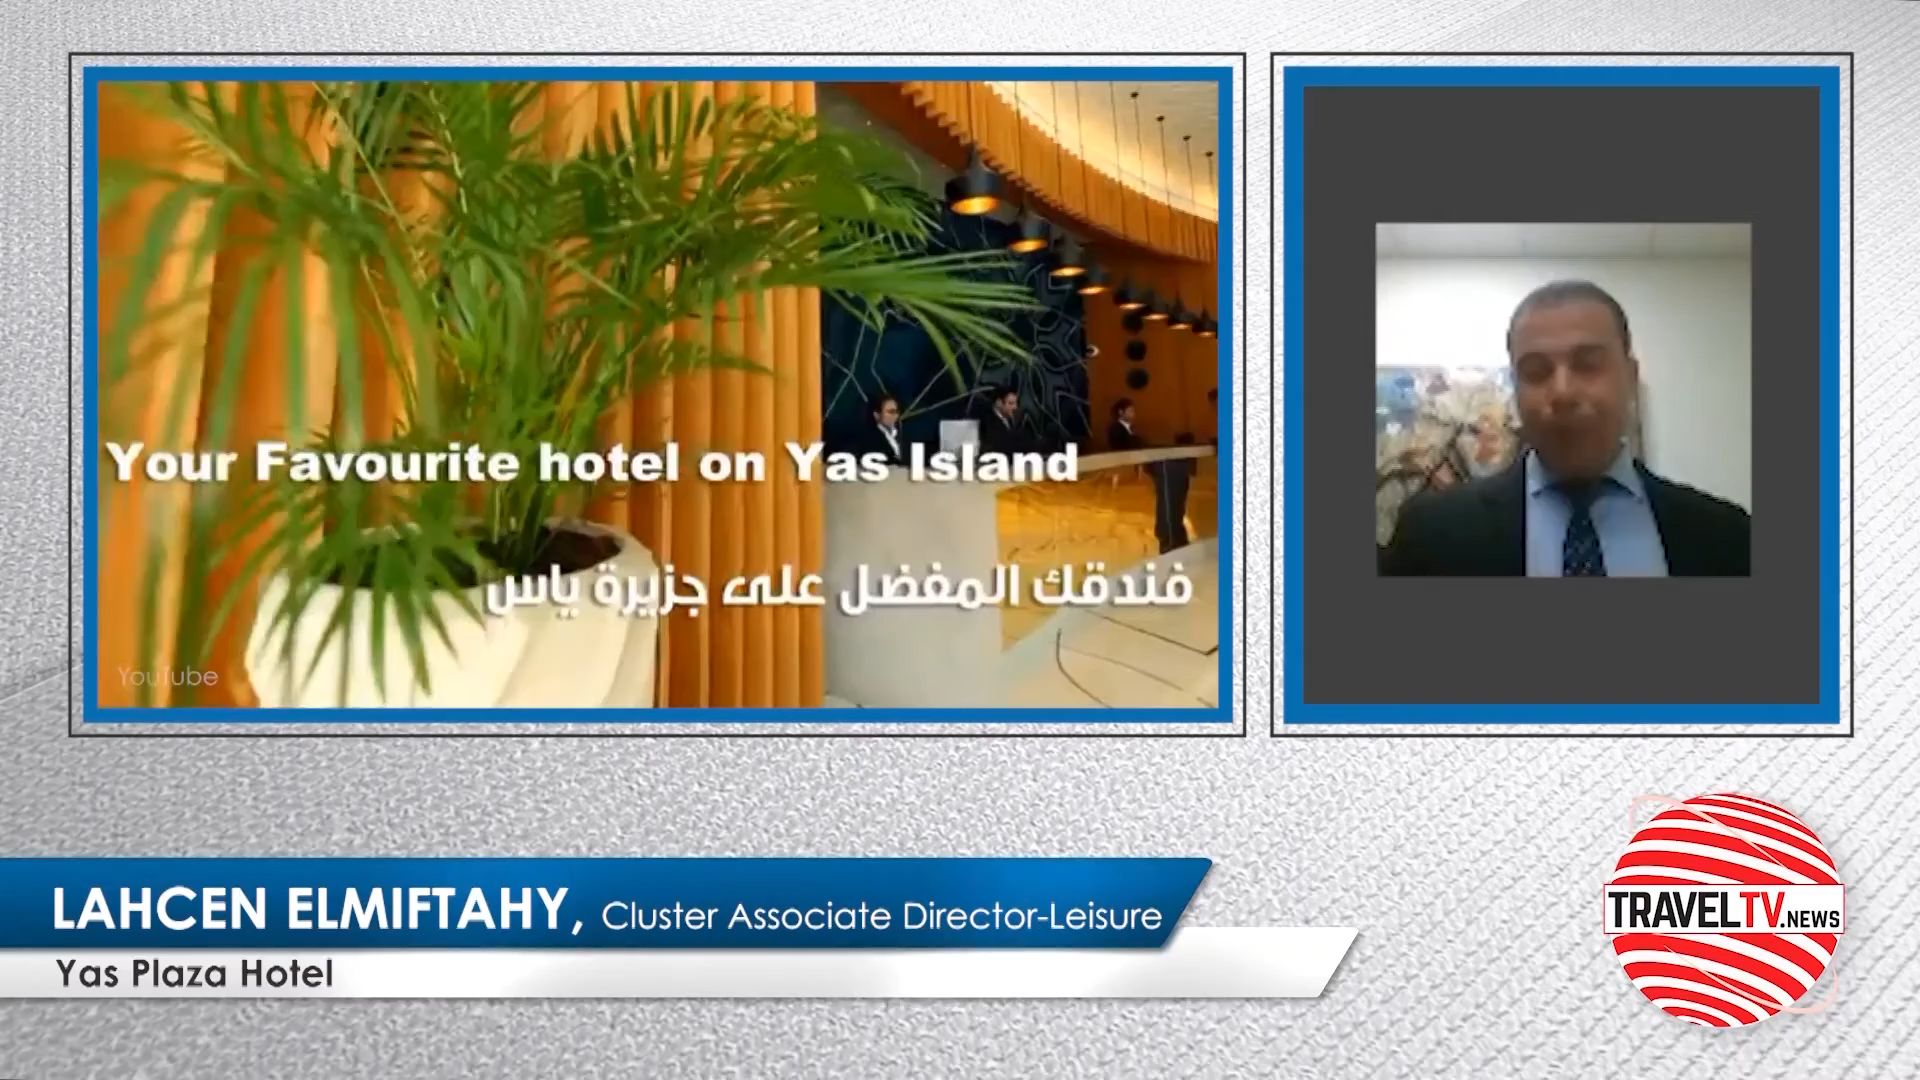 Your Favourite hotel on Yas Island
فندقك المفضل على جزيرة ياس
YouTube
LAHCEN ELMIFTAHY, Cluster Associate Director-Leisure
Yas Plaza Hotel
TRAVELTV.NEWS